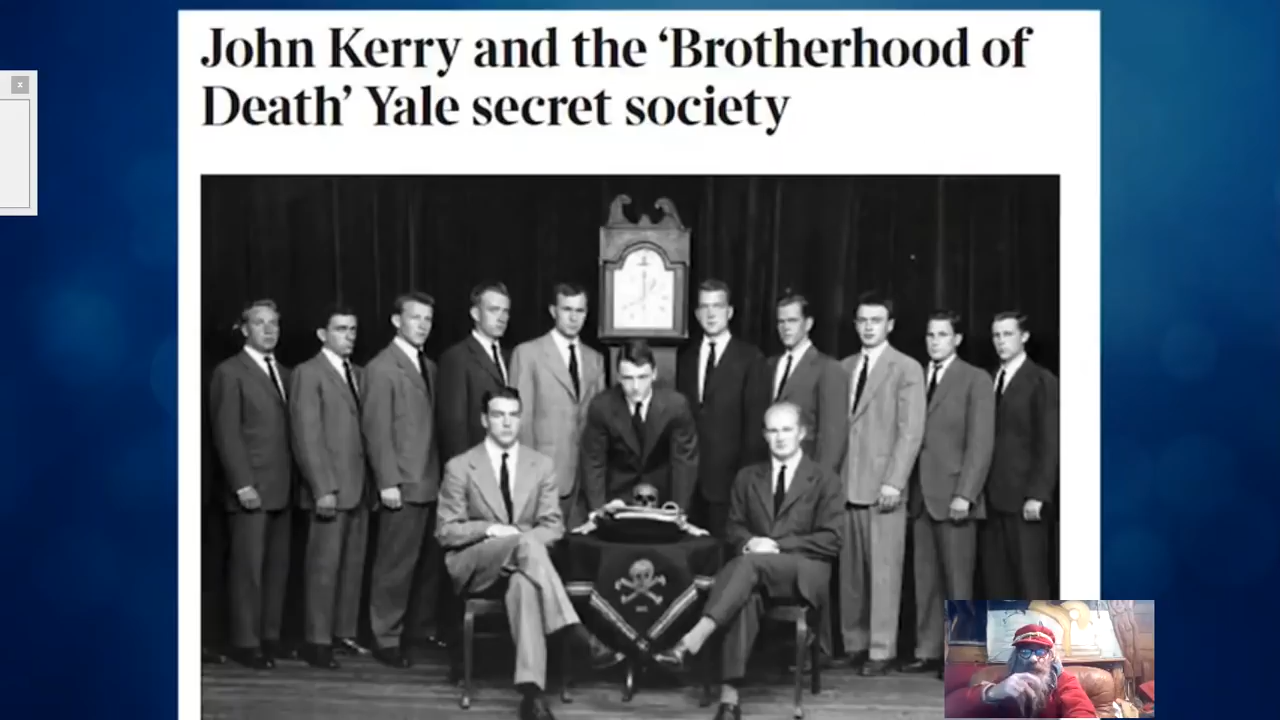 John Kerry and the ‘Brotherhood of
Death’ Yale secret society